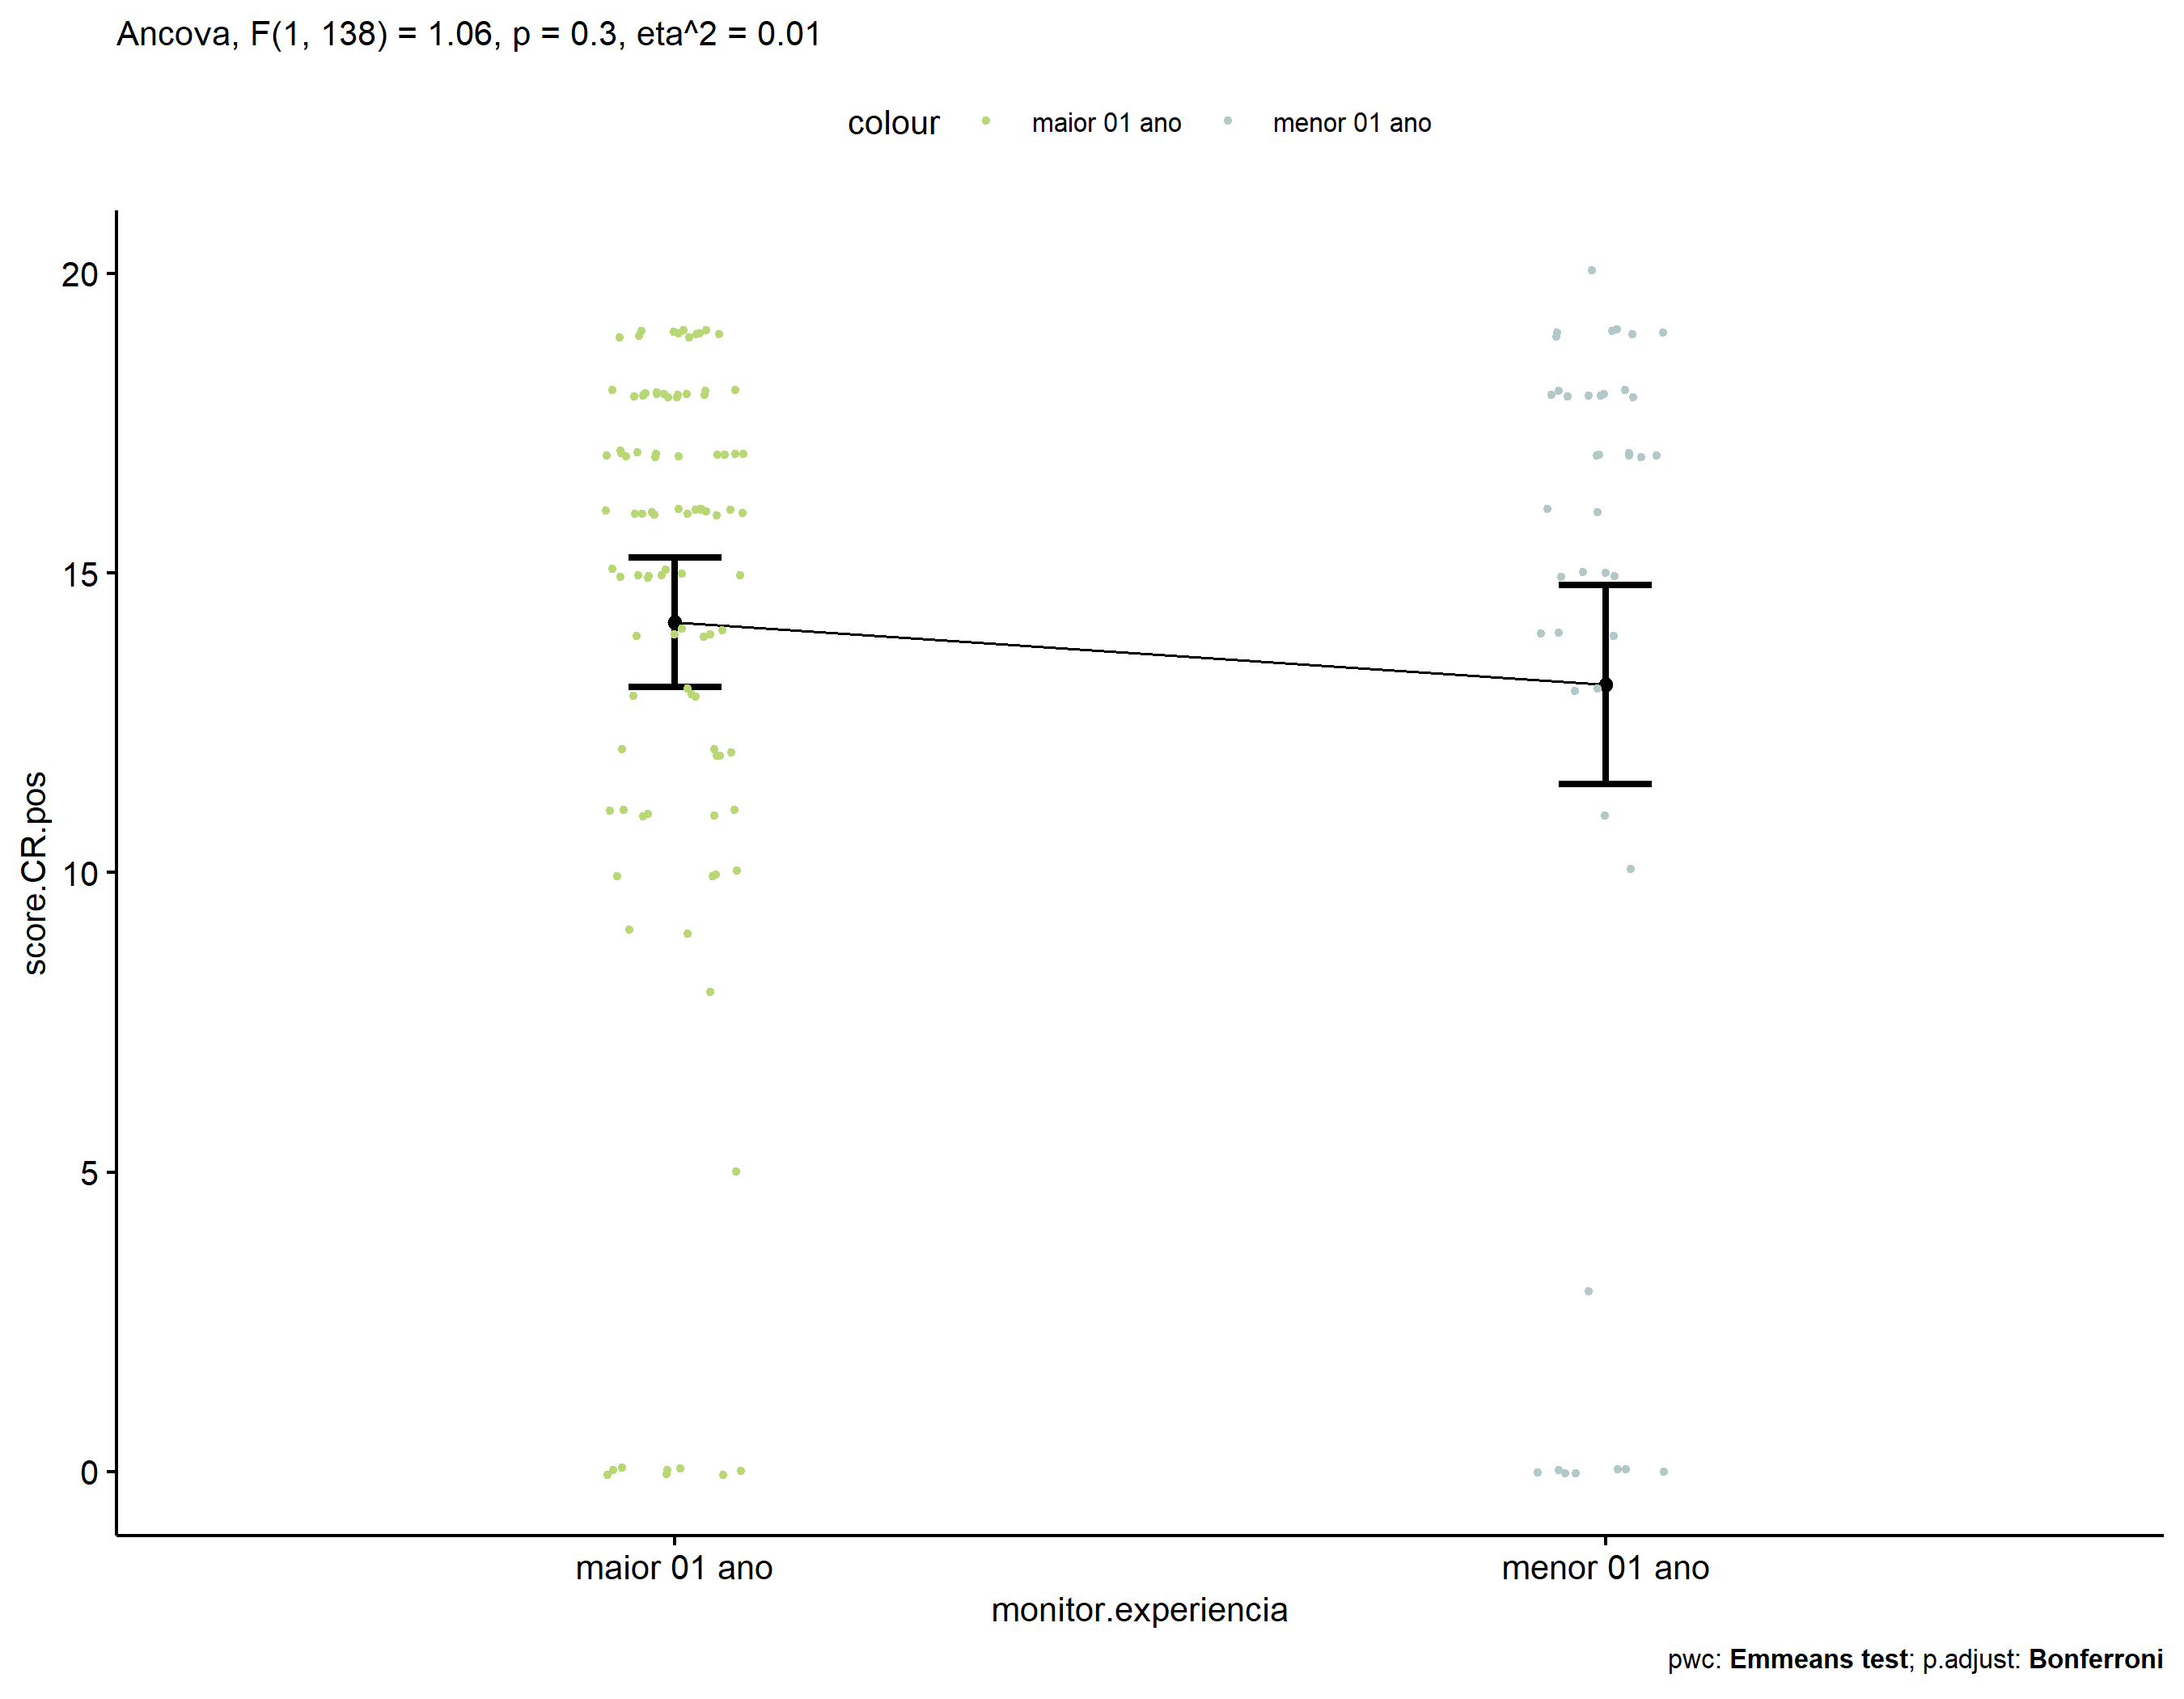 Ancova, F(1, 138) = 1.06, p = 0.3, eta^2 = 0.01
colour maior 01 ano menor 01 ano
score.CR.pos
20
15
10
5
0
maior 01 ano menor 01 ano
monitor.experiencia
pwc: Emmeans test; p.adjust: Bonferroni